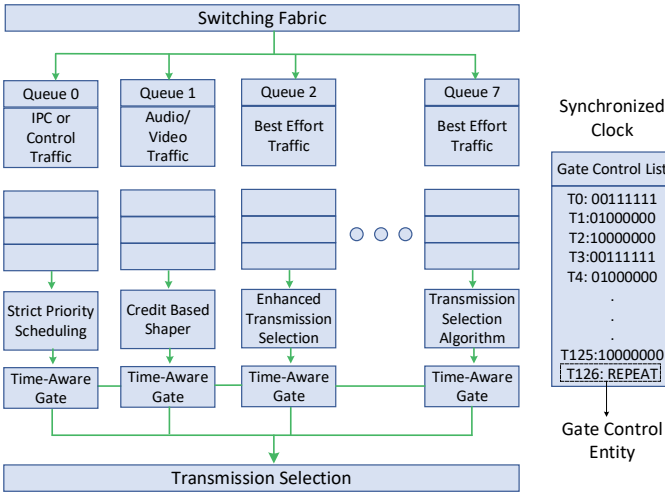 Switching Fabric
Queue 0
IPC or
Control
Traffic
Queue 1
Audio/
Video
Traffic
Queue 2
Best Effort
Traffic
Queue 7
Best Effort
Traffic
Strict Priority
Scheduling
Credit Based
Shaper
Enhanced
Transmission
Selection
Transmission
Selection
Algorithm
Time-Aware
Gate
Time-Aware
Gate
Time-Aware
Gate
Time-Aware
Gate
Transmission Selection
Synchronized
Clock
Gate Control List
T0: 00111111
T1:01000000
T2:10000000
T3:00111111
T4: 01000000
.
.
.
T125:10000000
T126: REPEAT
Gate Control
Entity